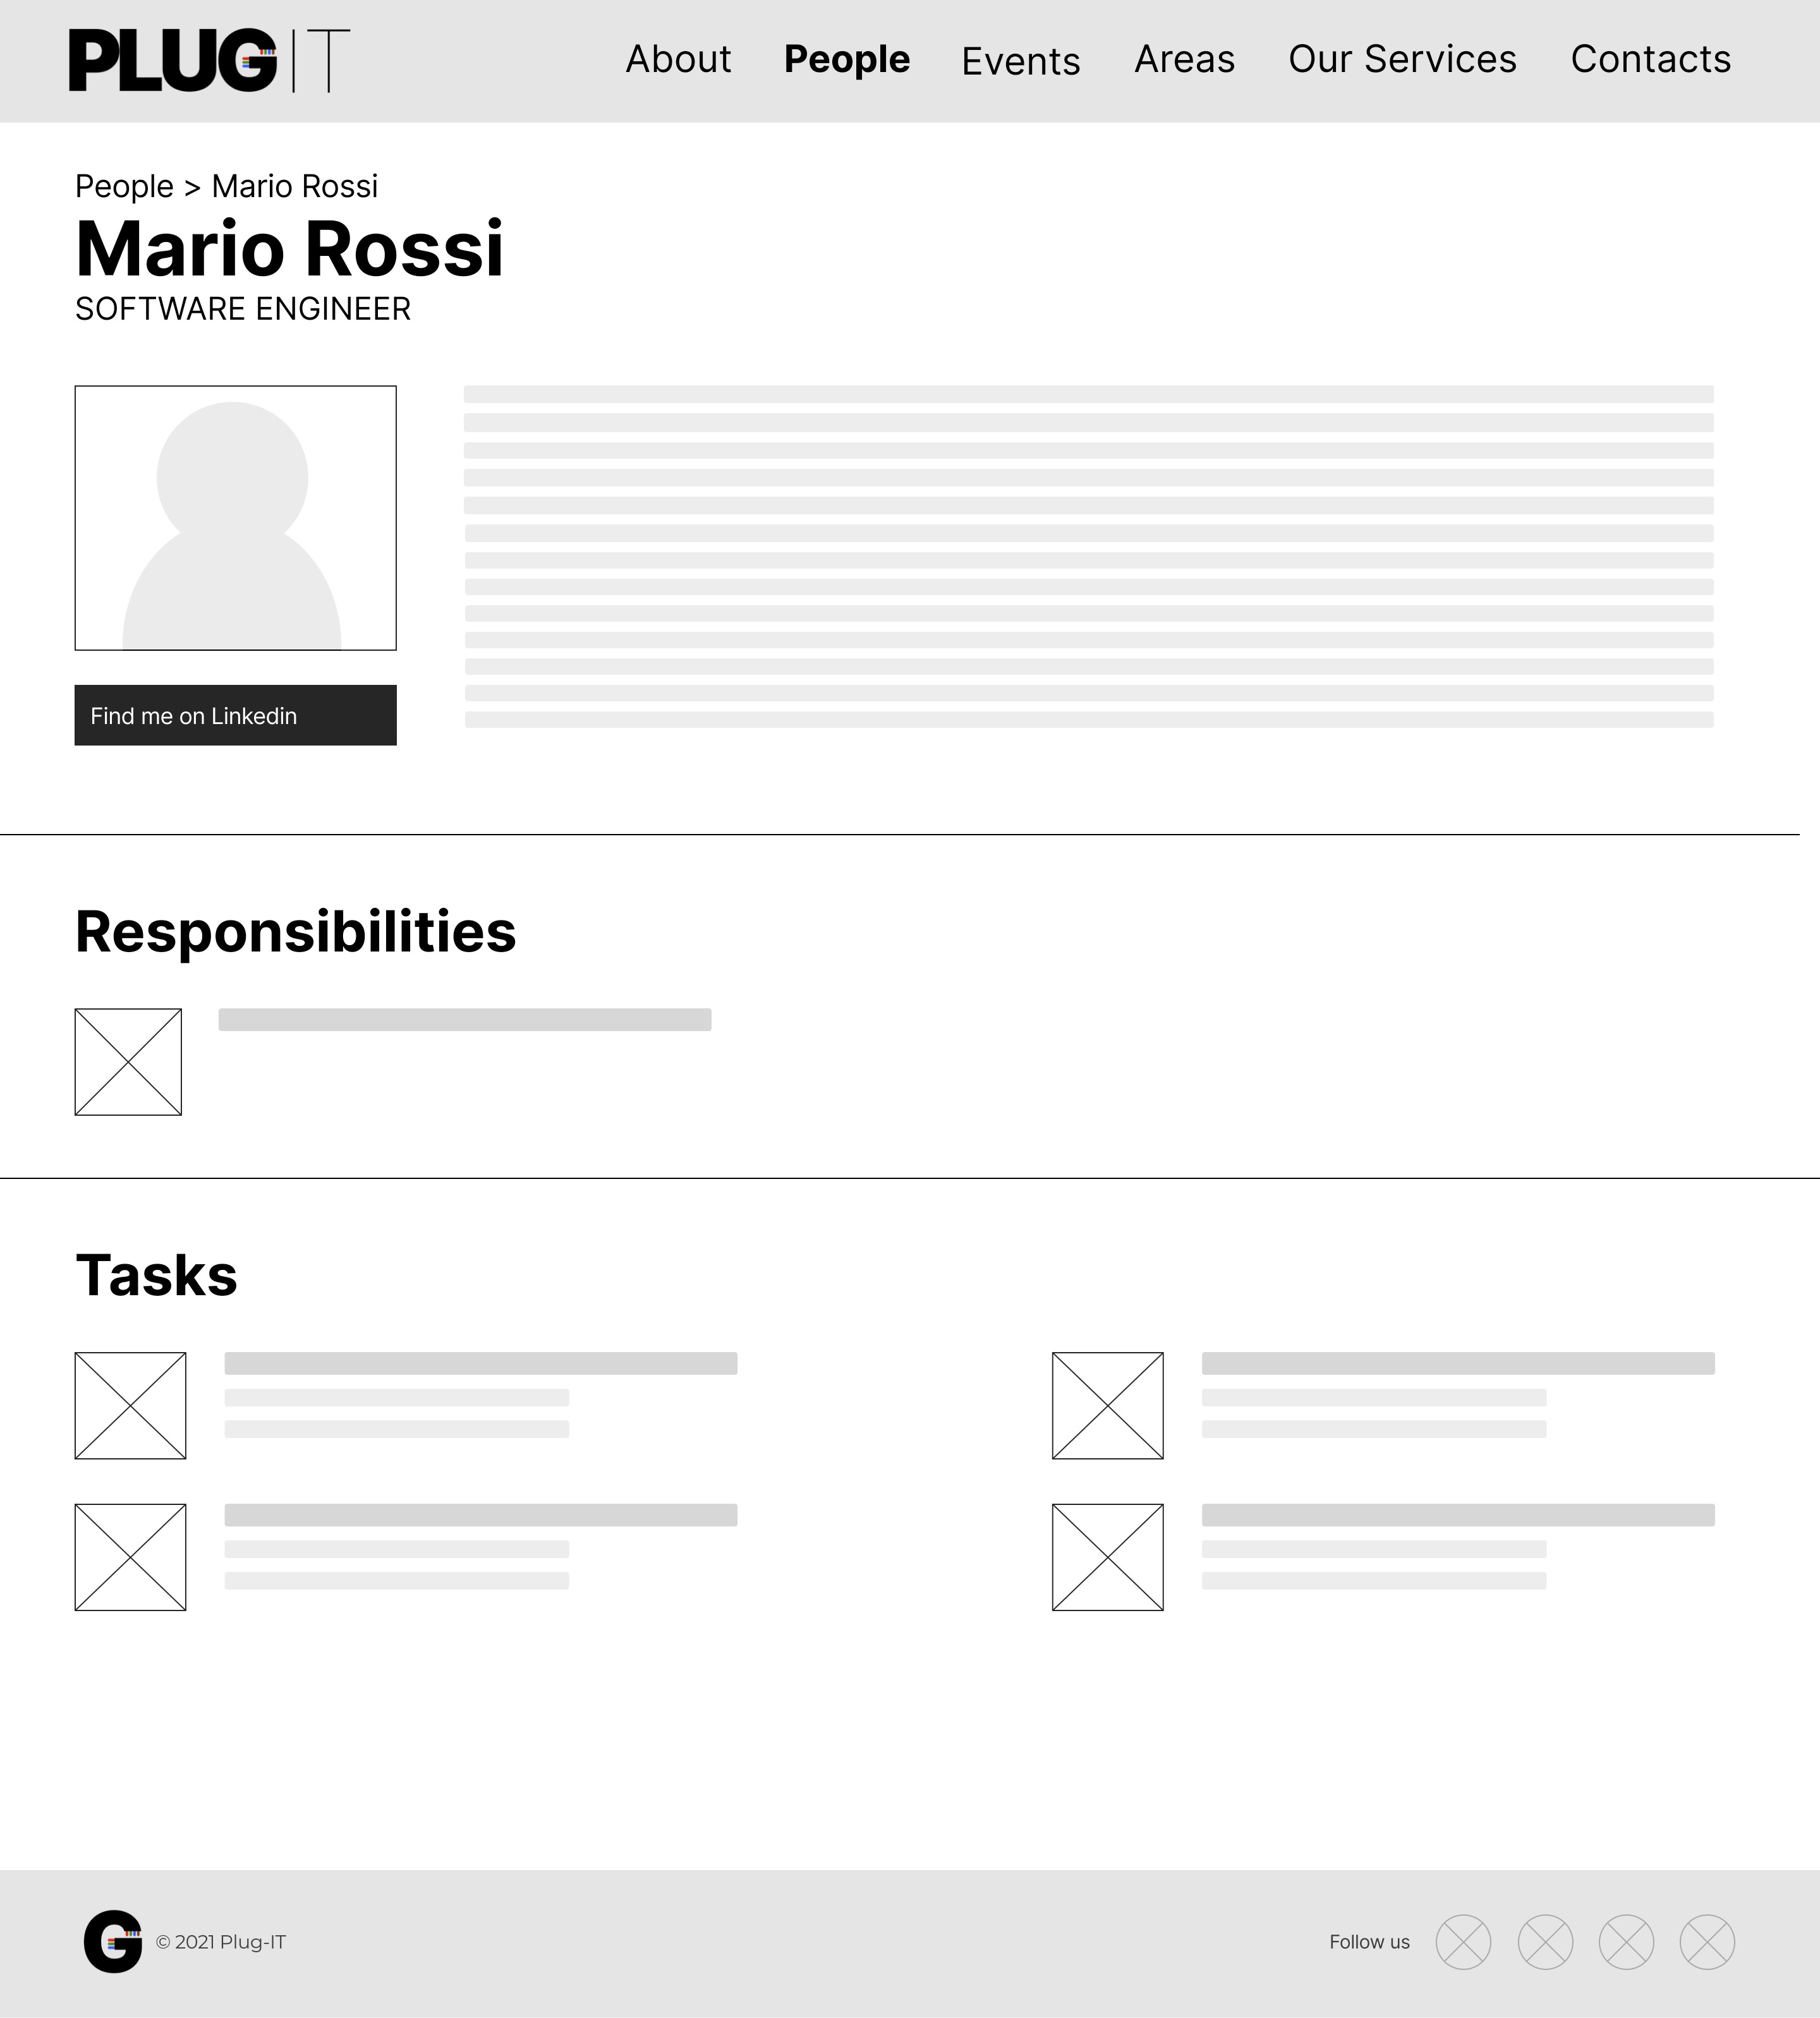 PLUG IT
About People Events Areas Our Services Contacts
People > Mario Rossi
Mario Rossi
SOFTWARE ENGINEER
Find me on Linkedin
Responsibilities
Tasks
G © 2021 Plug-IT
Follow us